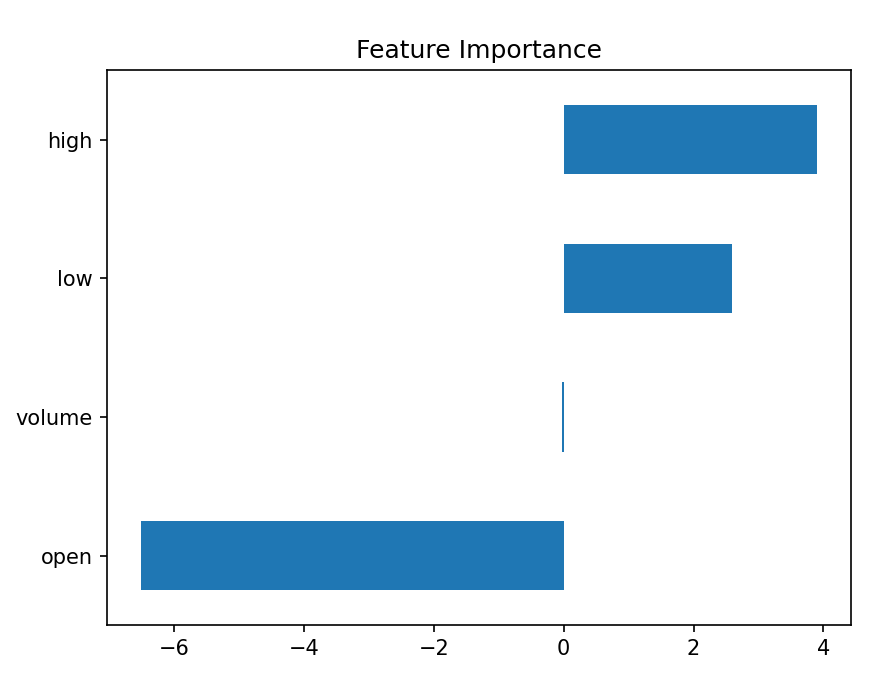 Feature Importance
high
low
volume
open
−6 −4 −2 0 2 4